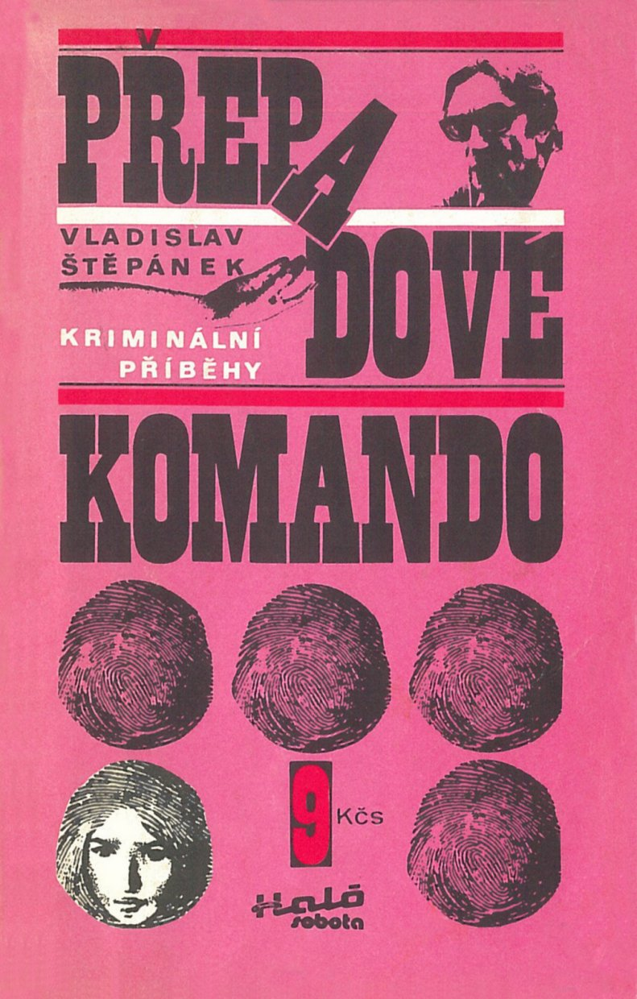 PŘEPA
VLADISLAV
ŠTĚPÁNEK
DOVÉ
KRIMINÁLNÍ
PŘÍBĚHY
KOMANDO
9 Kčs
Haló
sobota